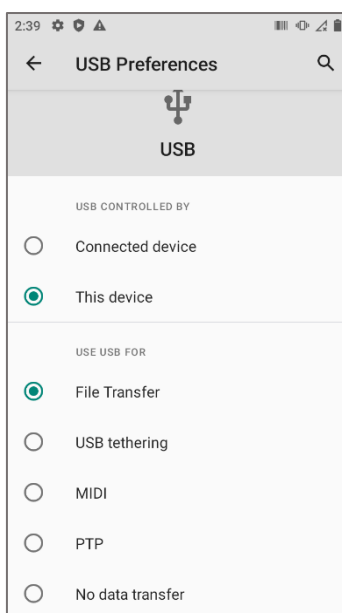 2:39
USB Preferences
USB
USB CONTROLLED BY
Connected device
This device
USE USB FOR
File Transfer
USB tethering
MIDI
PTP
No data transfer